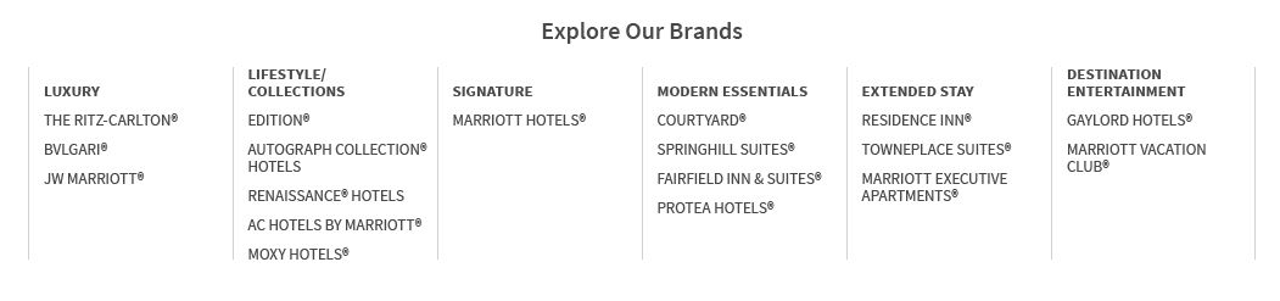 Explore Our Brands
LUXURY
THE RITZ-CARLTON®
BVLGARI®
JW MARRIOTT®
LIFESTYLE/
COLLECTIONS
EDITION®
AUTOGRAPH COLLECTION®
HOTELS
RENAISSANCE® HOTELS
AC HOTELS BY MARRIOTT®
MOXY HOTELS®
SIGNATURE
MARRIOTT HOTELS®
MODERN ESSENTIALS
COURTYARD®
SPRINGHILL SUITES®
FAIRFIELD INN & SUITES®
PROTEA HOTELS®
EXTENDED STAY
RESIDENCE INN®
TOWNEPLACE SUITES®
MARRIOTT EXECUTIVE
APARTMENTS®
DESTINATION
ENTERTAINMENT
GAYLORD HOTELS®
MARRIOTT VACATION
CLUB®